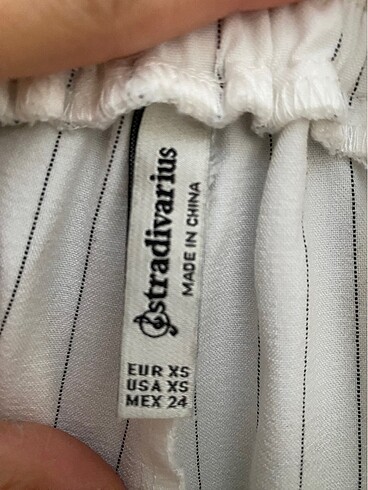 stradivarius
MADE IN CHINA
EUR XS
USA XS
MEX 24